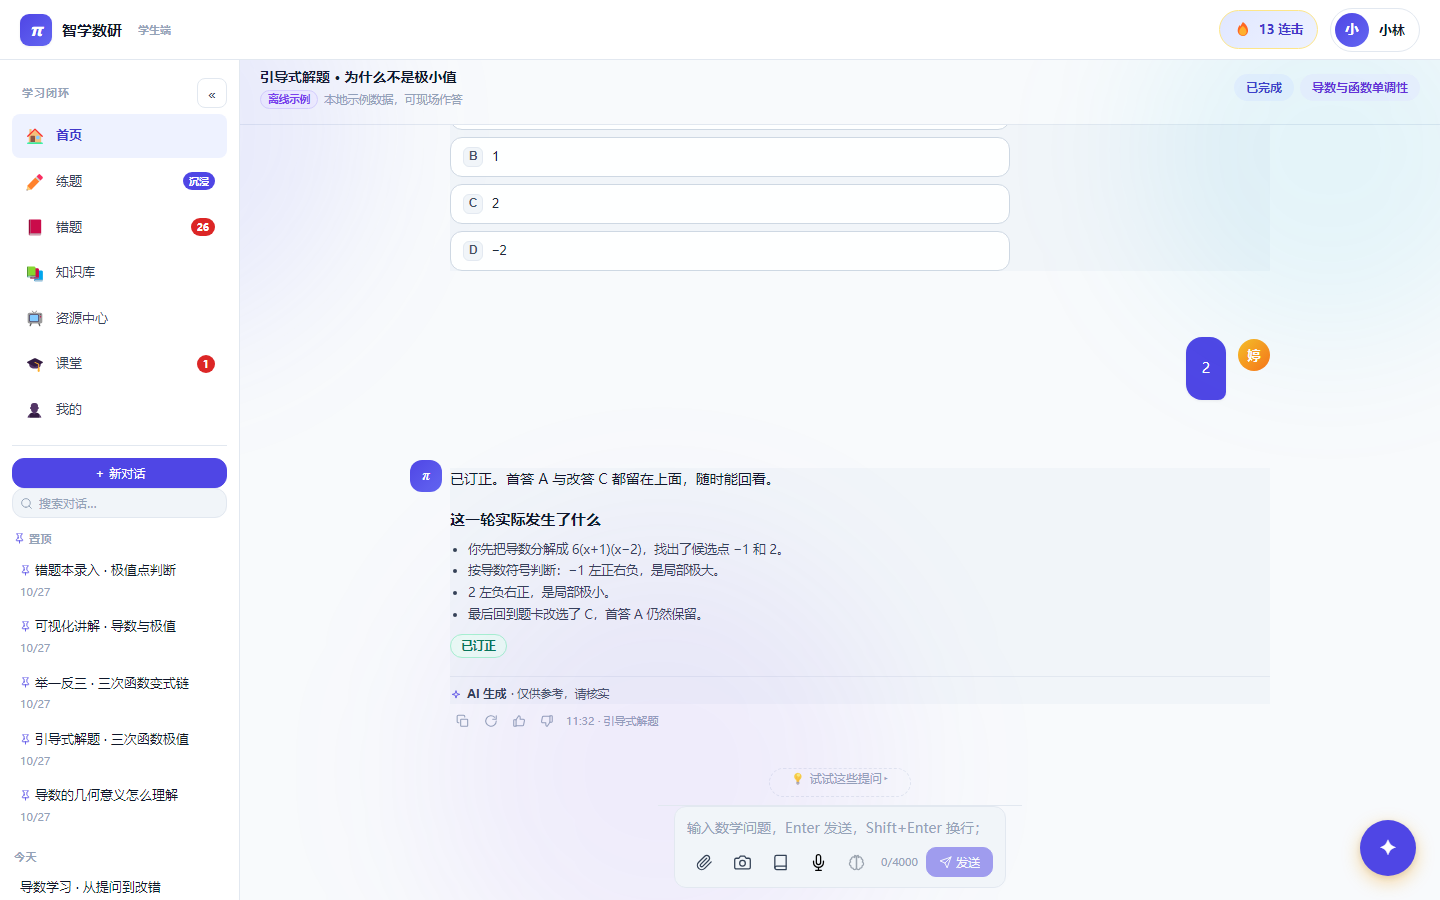 π 智学数研 学生端
13 连击
小 小林
学习闭环
«
首页
练题 沉浸
错题 26
知识库
资源中心
课堂 1
我的
+ 新对话
搜索对话...
置顶
错题本录入 · 极值点判断
10/27
可视化讲解 · 导数与极值
10/27
举一反三 · 三次函数变式链
10/27
引导式解题 · 三次函数极值
10/27
导数的几何意义怎么理解
10/27
今天
导数学习 · 从提问到改错
引导式解题 • 为什么不是极小值
离线示例 本地示例数据，可现场作答
已完成 导数与函数单调性
B 1
C 2
D −2
2 婷
π 已订正。首答 A 与改答 C 都留在上面，随时能回看。
这一轮实际发生了什么
• 你先把导数分解成 6(x+1)(x−2)，找出了候选点 −1 和 2。
• 按导数符号判断：−1 左正右负，是局部极大。
• 2 左负右正，是局部极小。
• 最后回到题卡改选了 C，首答 A 仍然保留。
已订正
AI 生成 · 仅供参考，请核实
11:32 · 引导式解题
试试这些提问
输入数学问题，Enter 发送，Shift+Enter 换行；
0/4000 发送